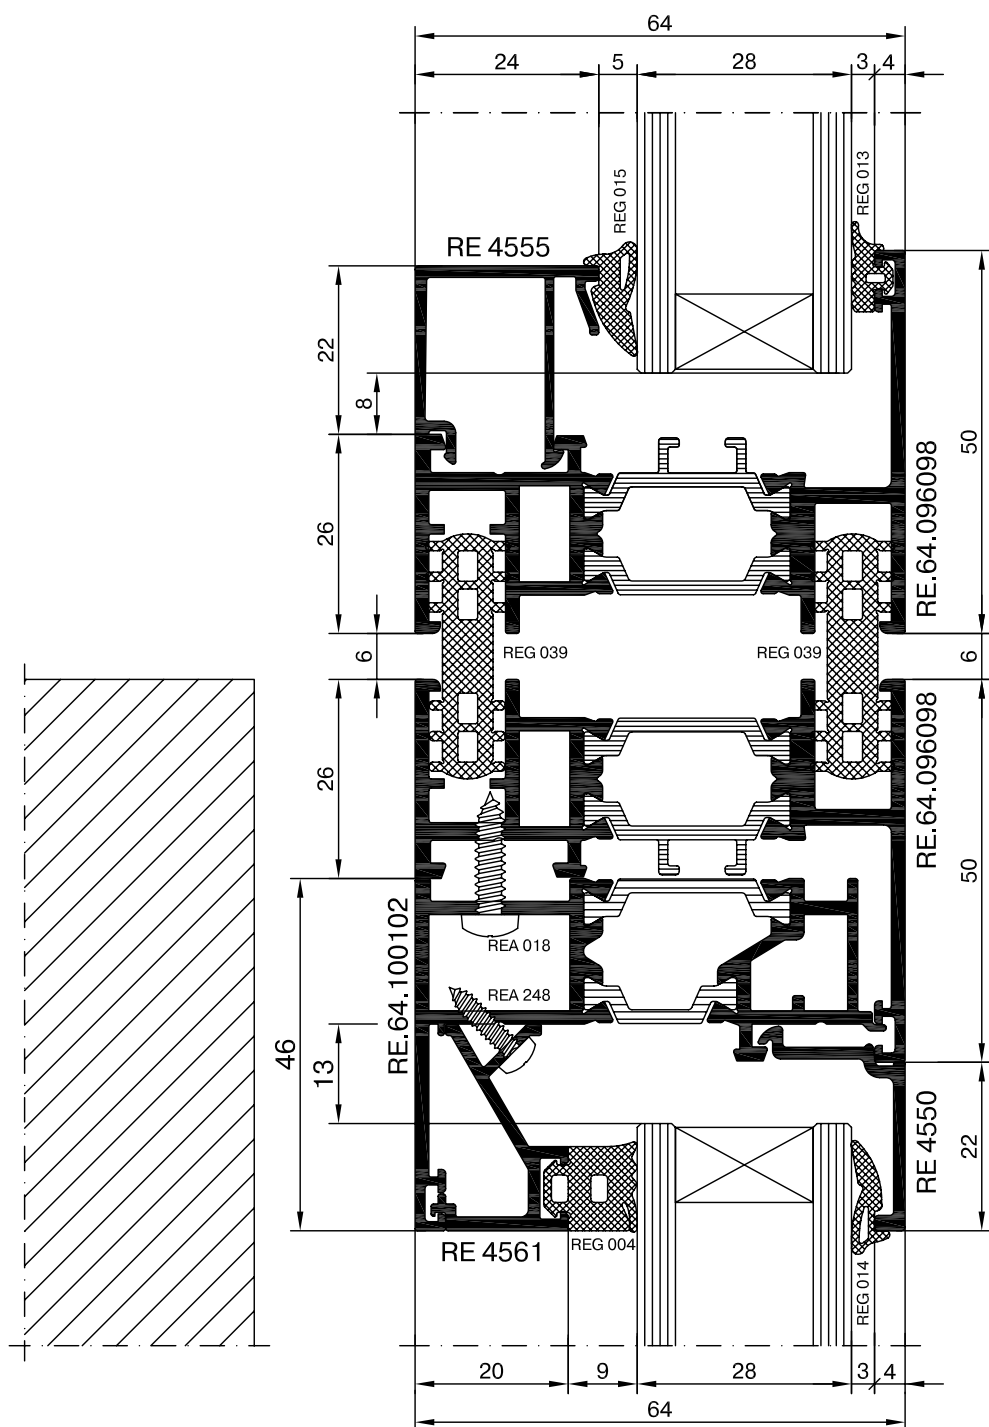 64
24 5 28 3 4
REG 015
REG 013
RE 4555
22
8
50
26
RE.64.096098
6
REG 039
REG 039
6
26
RE.64.096098
50
RE.64.100102
REA 018
REA 248
46
13
RE 4550
22
RE 4561
REG 004
REG 014
20 9 28 3 4
64